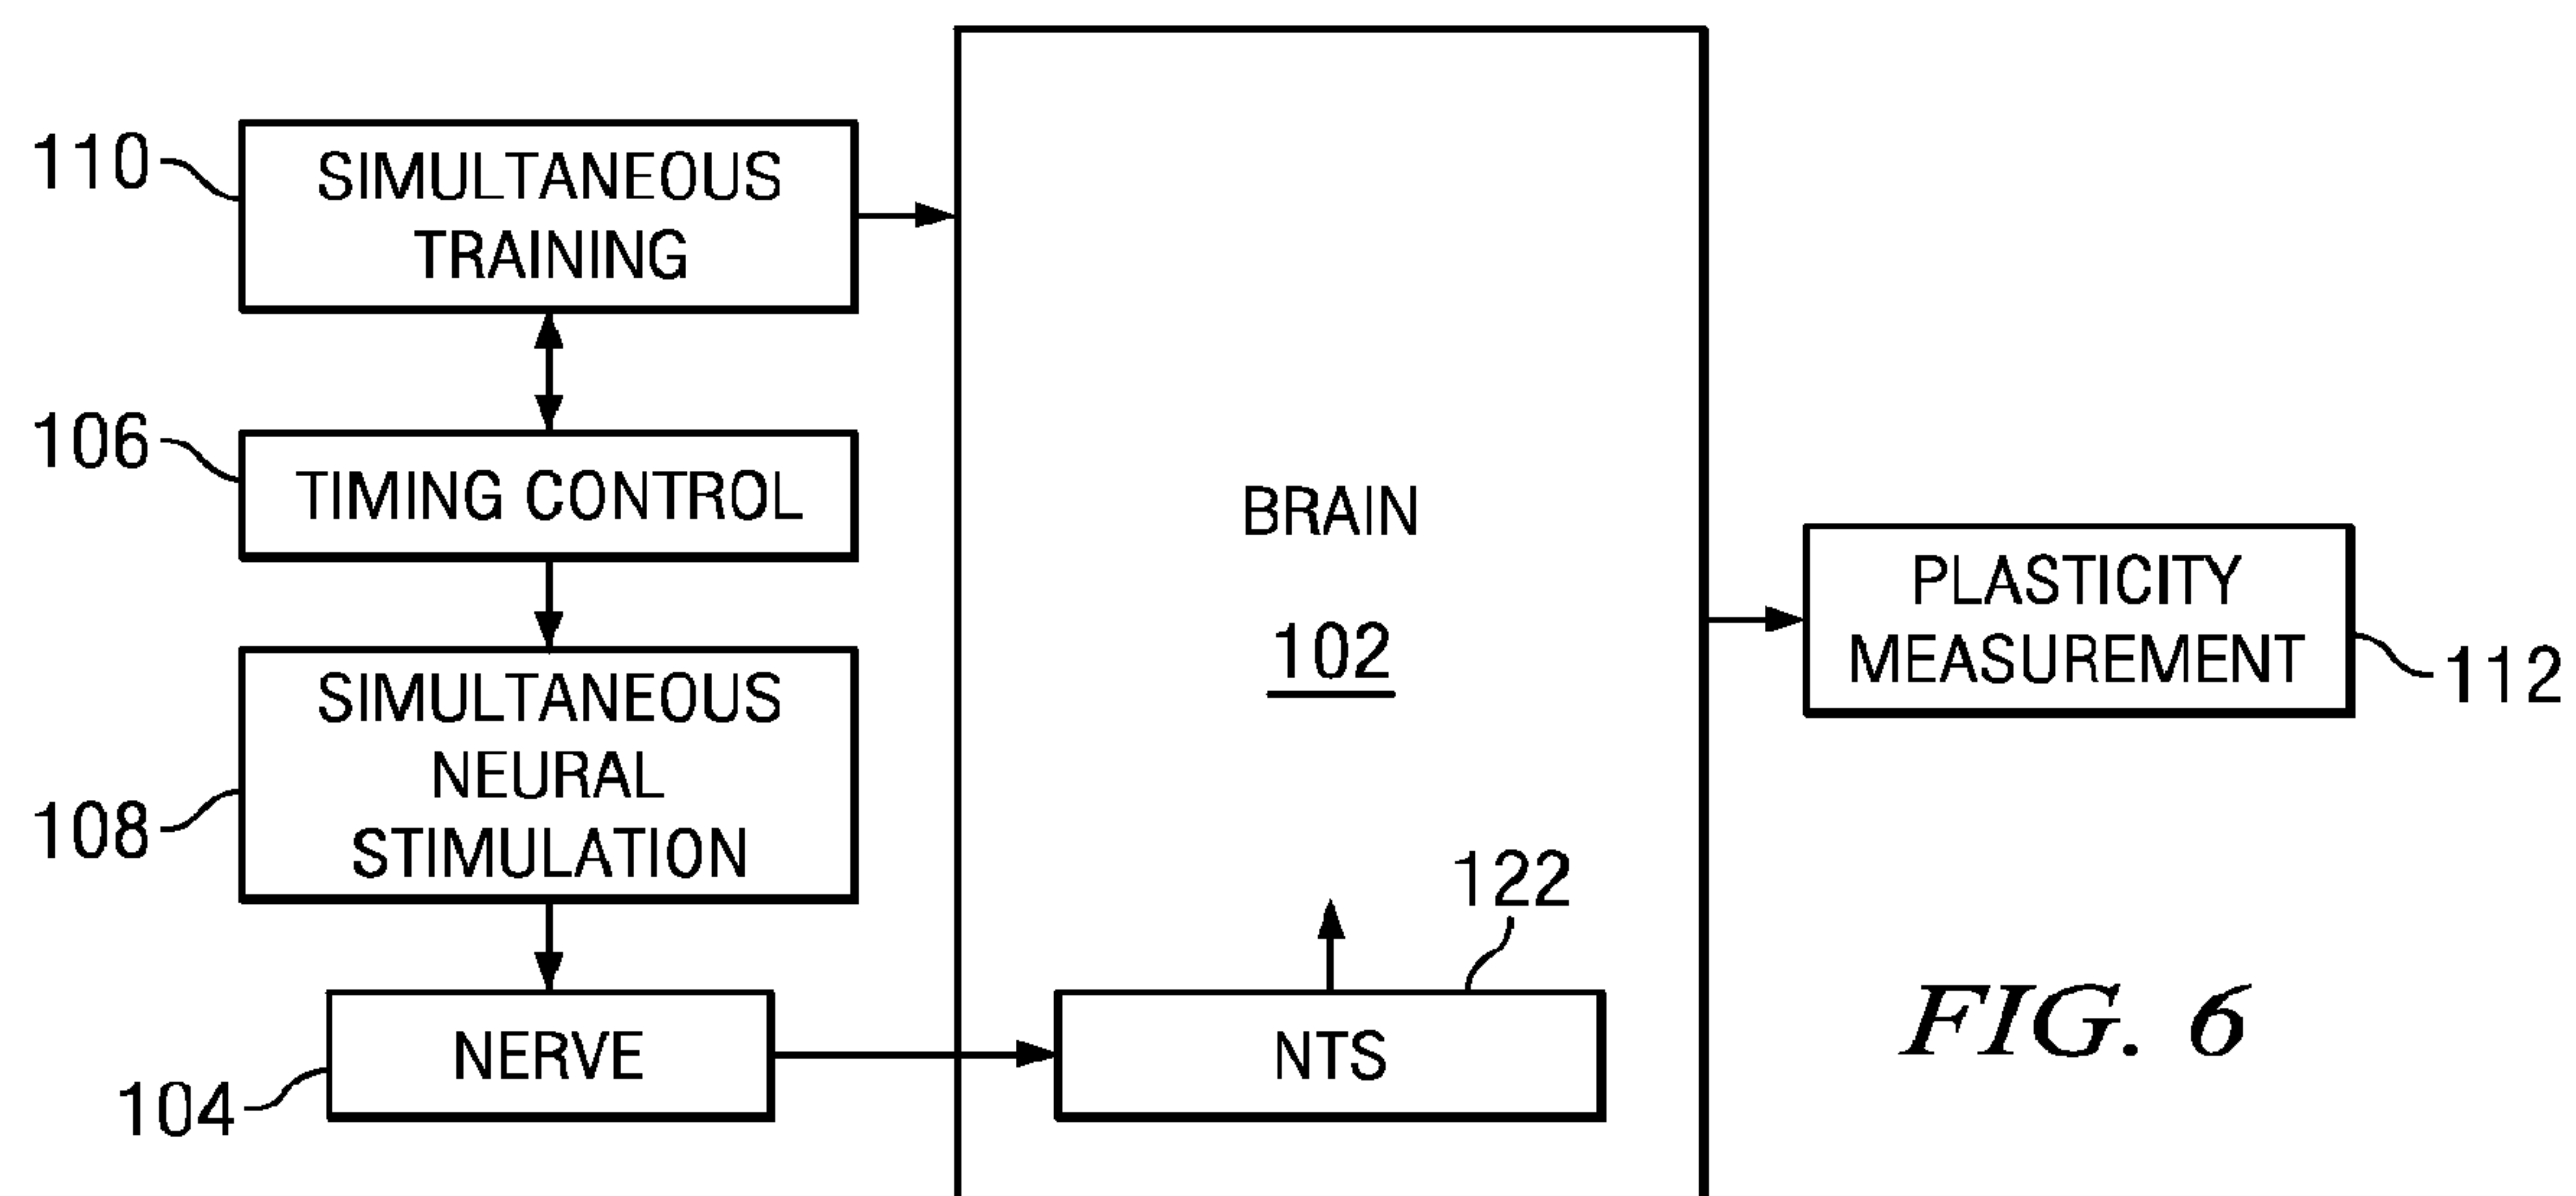 110
SIMULTANEOUS
TRAINING
106
TIMING CONTROL
108
SIMULTANEOUS
NEURAL
STIMULATION
104
NERVE
BRAIN
102
122
NTS
PLASTICITY
MEASUREMENT
112
FIG. 6